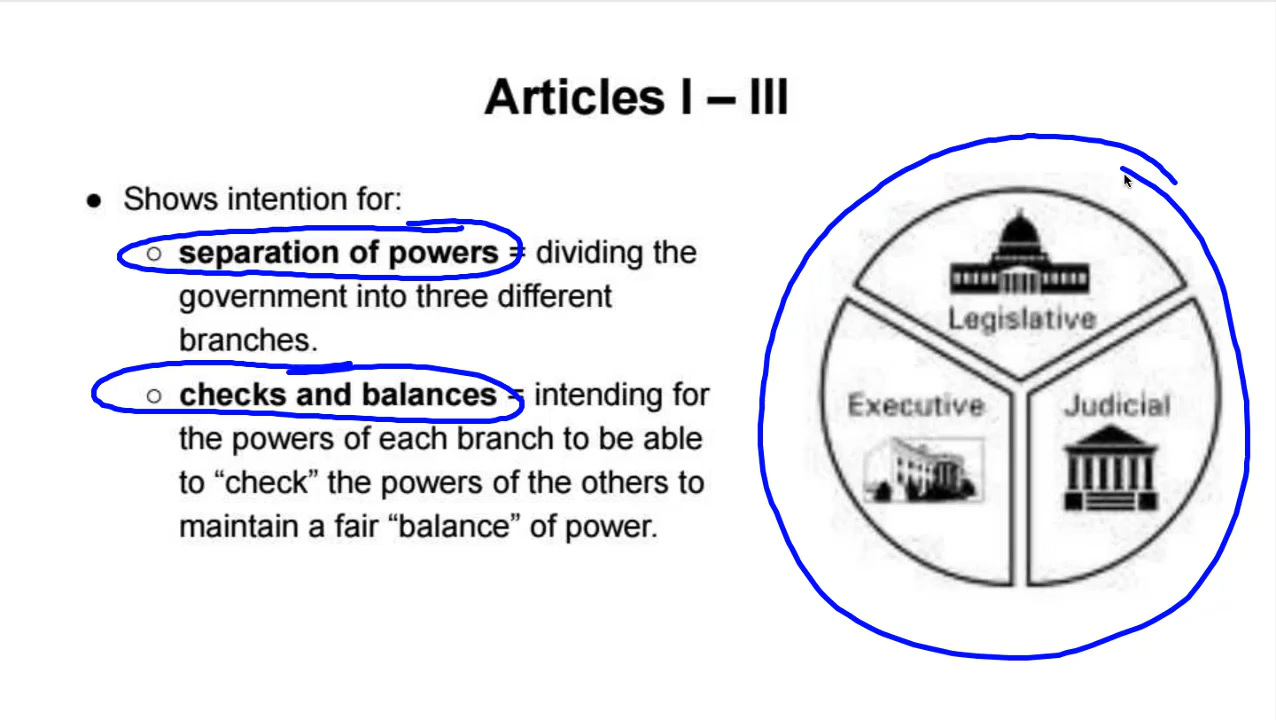 Articles I – III
● Shows intention for:
○ separation of powers = dividing the
government into three different
branches.
○ checks and balances = intending for
the powers of each branch to be able
to “check” the powers of the others to
maintain a fair “balance” of power.
Legislative
Executive
Judicial